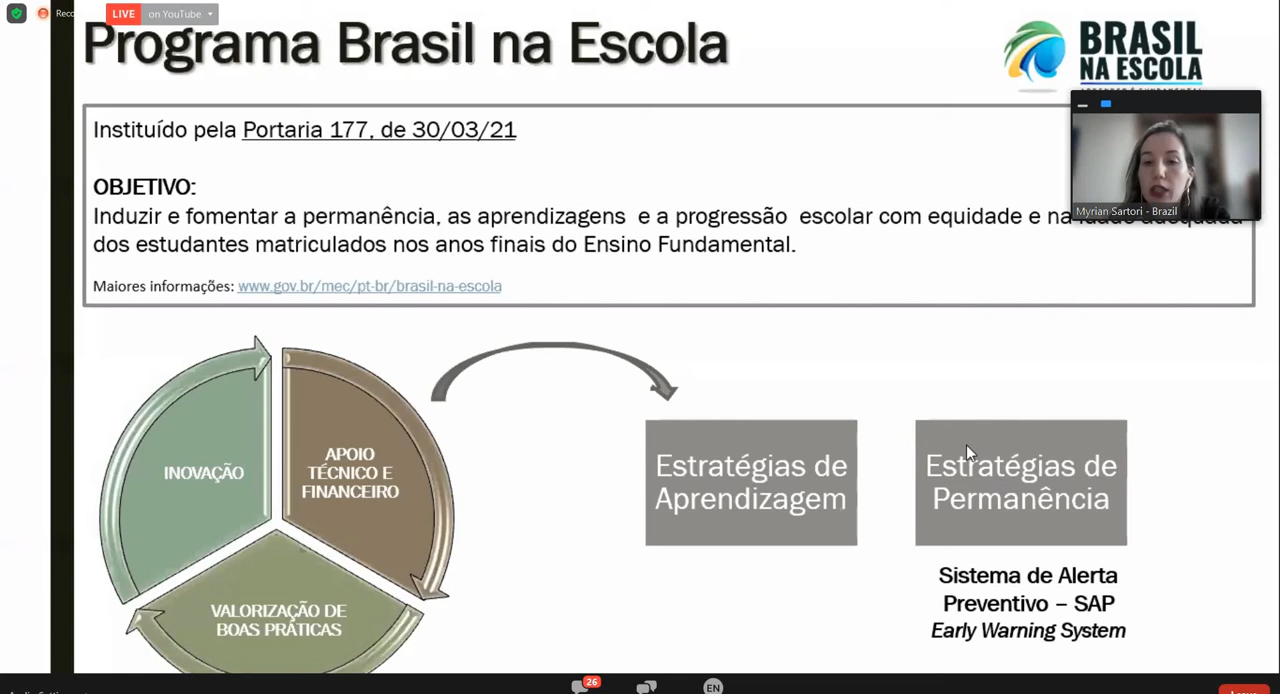 LIVE on YouTube
Programa Brasil na Escola
BRASIL
NA ESCOLA
Instituído pela Portaria 177, de 30/03/21
OBJETIVO:
Induzir e fomentar a permanência, as aprendizagens e a progressão escolar com equidade e na
dos estudantes matriculados nos anos finais do Ensino Fundamental.
Maiores informações: www.gov.br/mec/pt-br/brasil-na-escola
Myrian Sartori - Brazil
INOVAÇÃO
APOIO
TÉCNICO E
FINANCEIRO
VALORIZAÇÃO DE
BOAS PRÁTICAS
Estratégias de
Aprendizagem
Estratégias de
Permanência
Sistema de Alerta
Preventivo – SAP
Early Warning System
26
EN